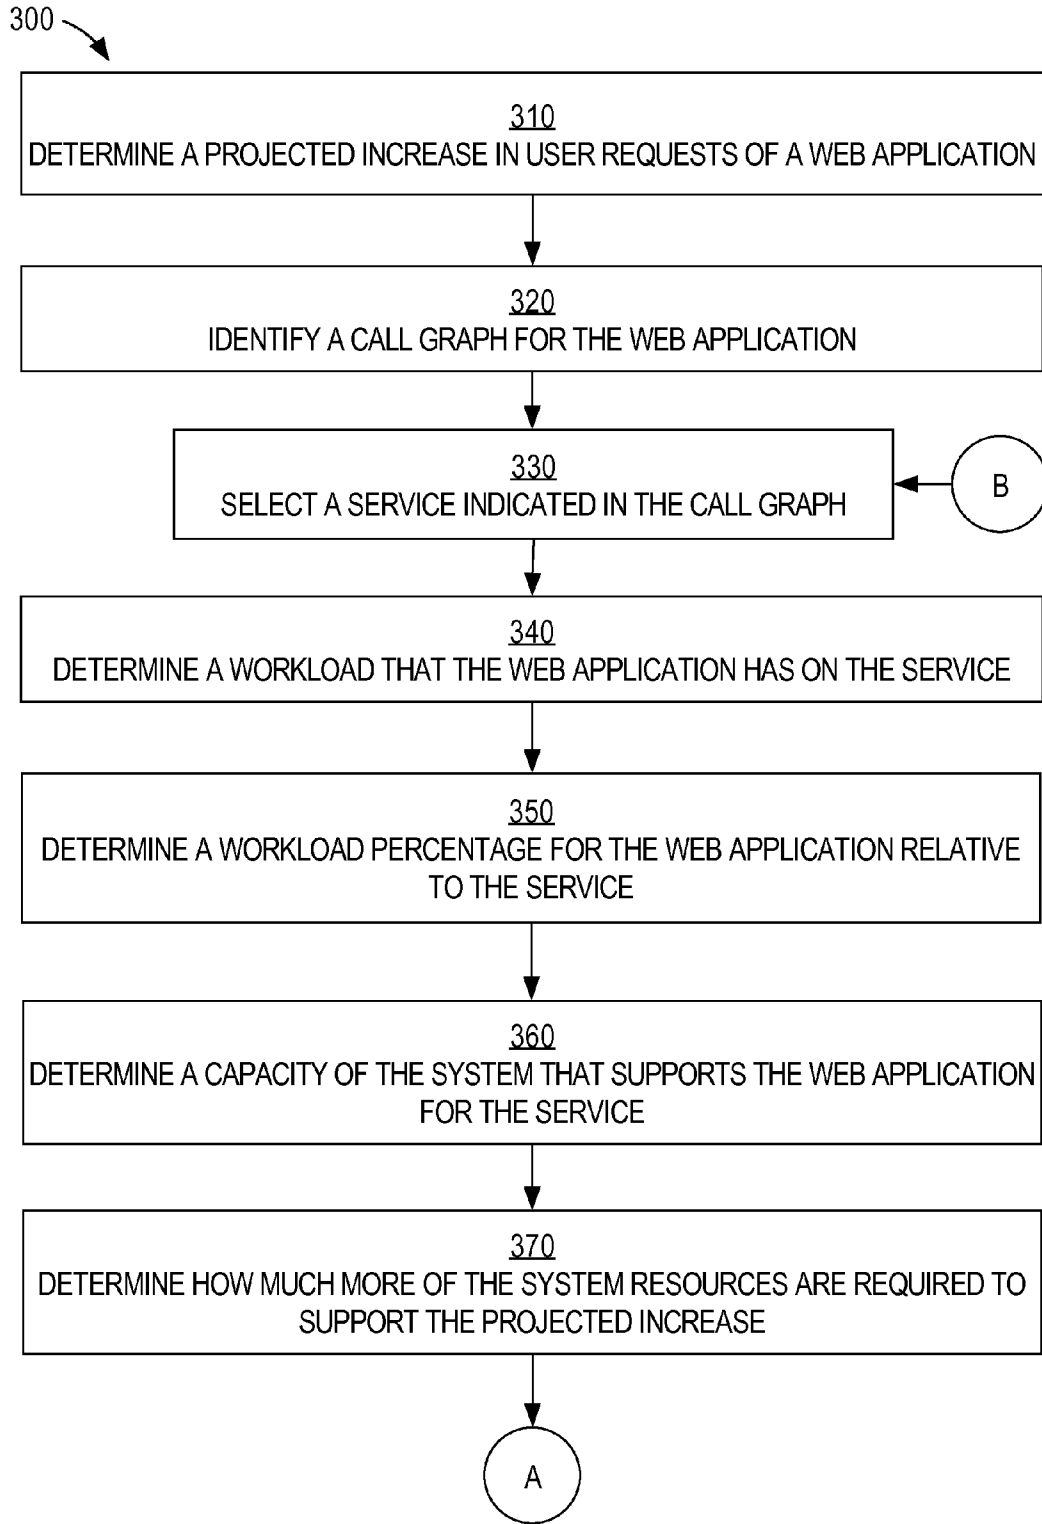 300
310
DETERMINE A PROJECTED INCREASE IN USER REQUESTS OF A WEB APPLICATION
320
IDENTIFY A CALL GRAPH FOR THE WEB APPLICATION
330
SELECT A SERVICE INDICATED IN THE CALL GRAPH
B
340
DETERMINE A WORKLOAD THAT THE WEB APPLICATION HAS ON THE SERVICE
350
DETERMINE A WORKLOAD PERCENTAGE FOR THE WEB APPLICATION RELATIVE
TO THE SERVICE
360
DETERMINE A CAPACITY OF THE SYSTEM THAT SUPPORTS THE WEB APPLICATION
FOR THE SERVICE
370
DETERMINE HOW MUCH MORE OF THE SYSTEM RESOURCES ARE REQUIRED TO
SUPPORT THE PROJECTED INCREASE
A